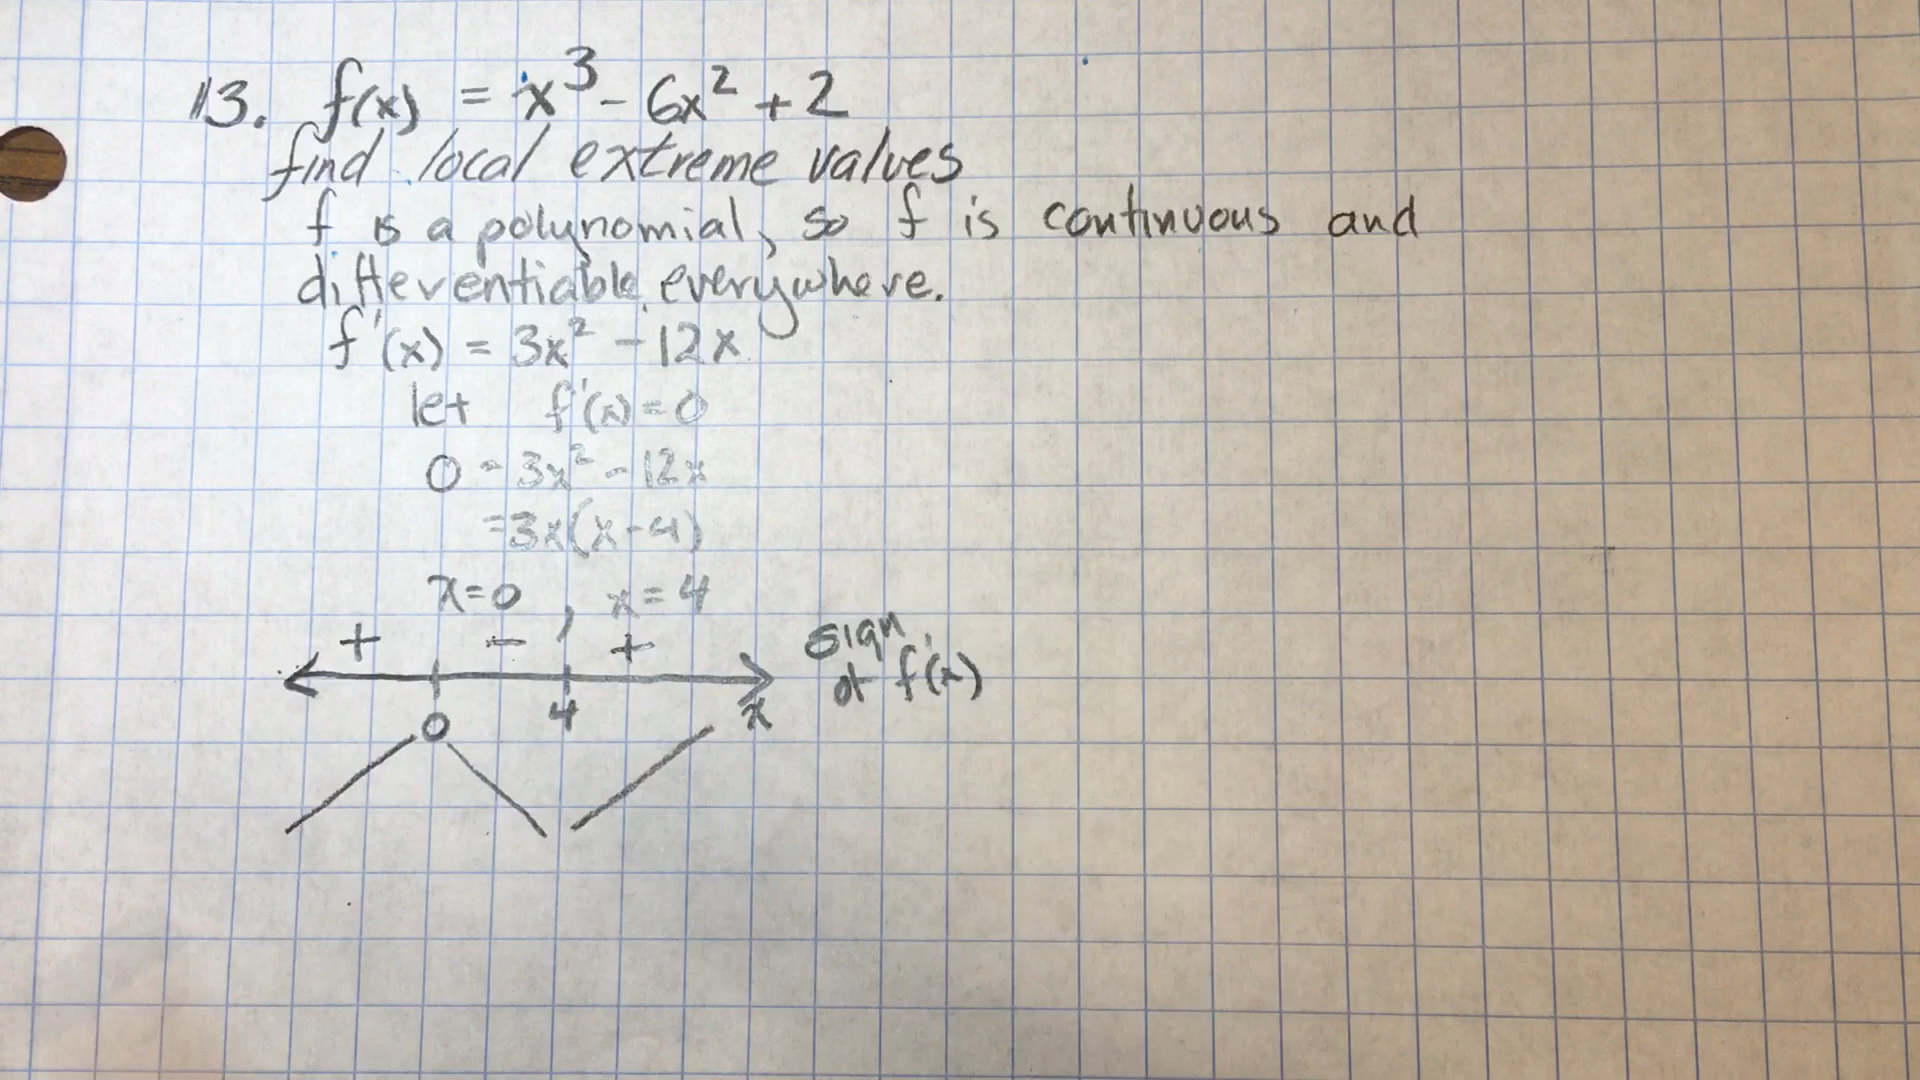 13. f(x) = x³ - 6x² + 2
find local extreme values
f is a polynomial, so f is continuous and
differentiable everywhere.
f'(x) = 3x² - 12x
let f'(x) = 0
0 = 3x² - 12x
= 3x(x-4)
x=0 , x=4
+ - + sign
of f'(x)
0 4 x